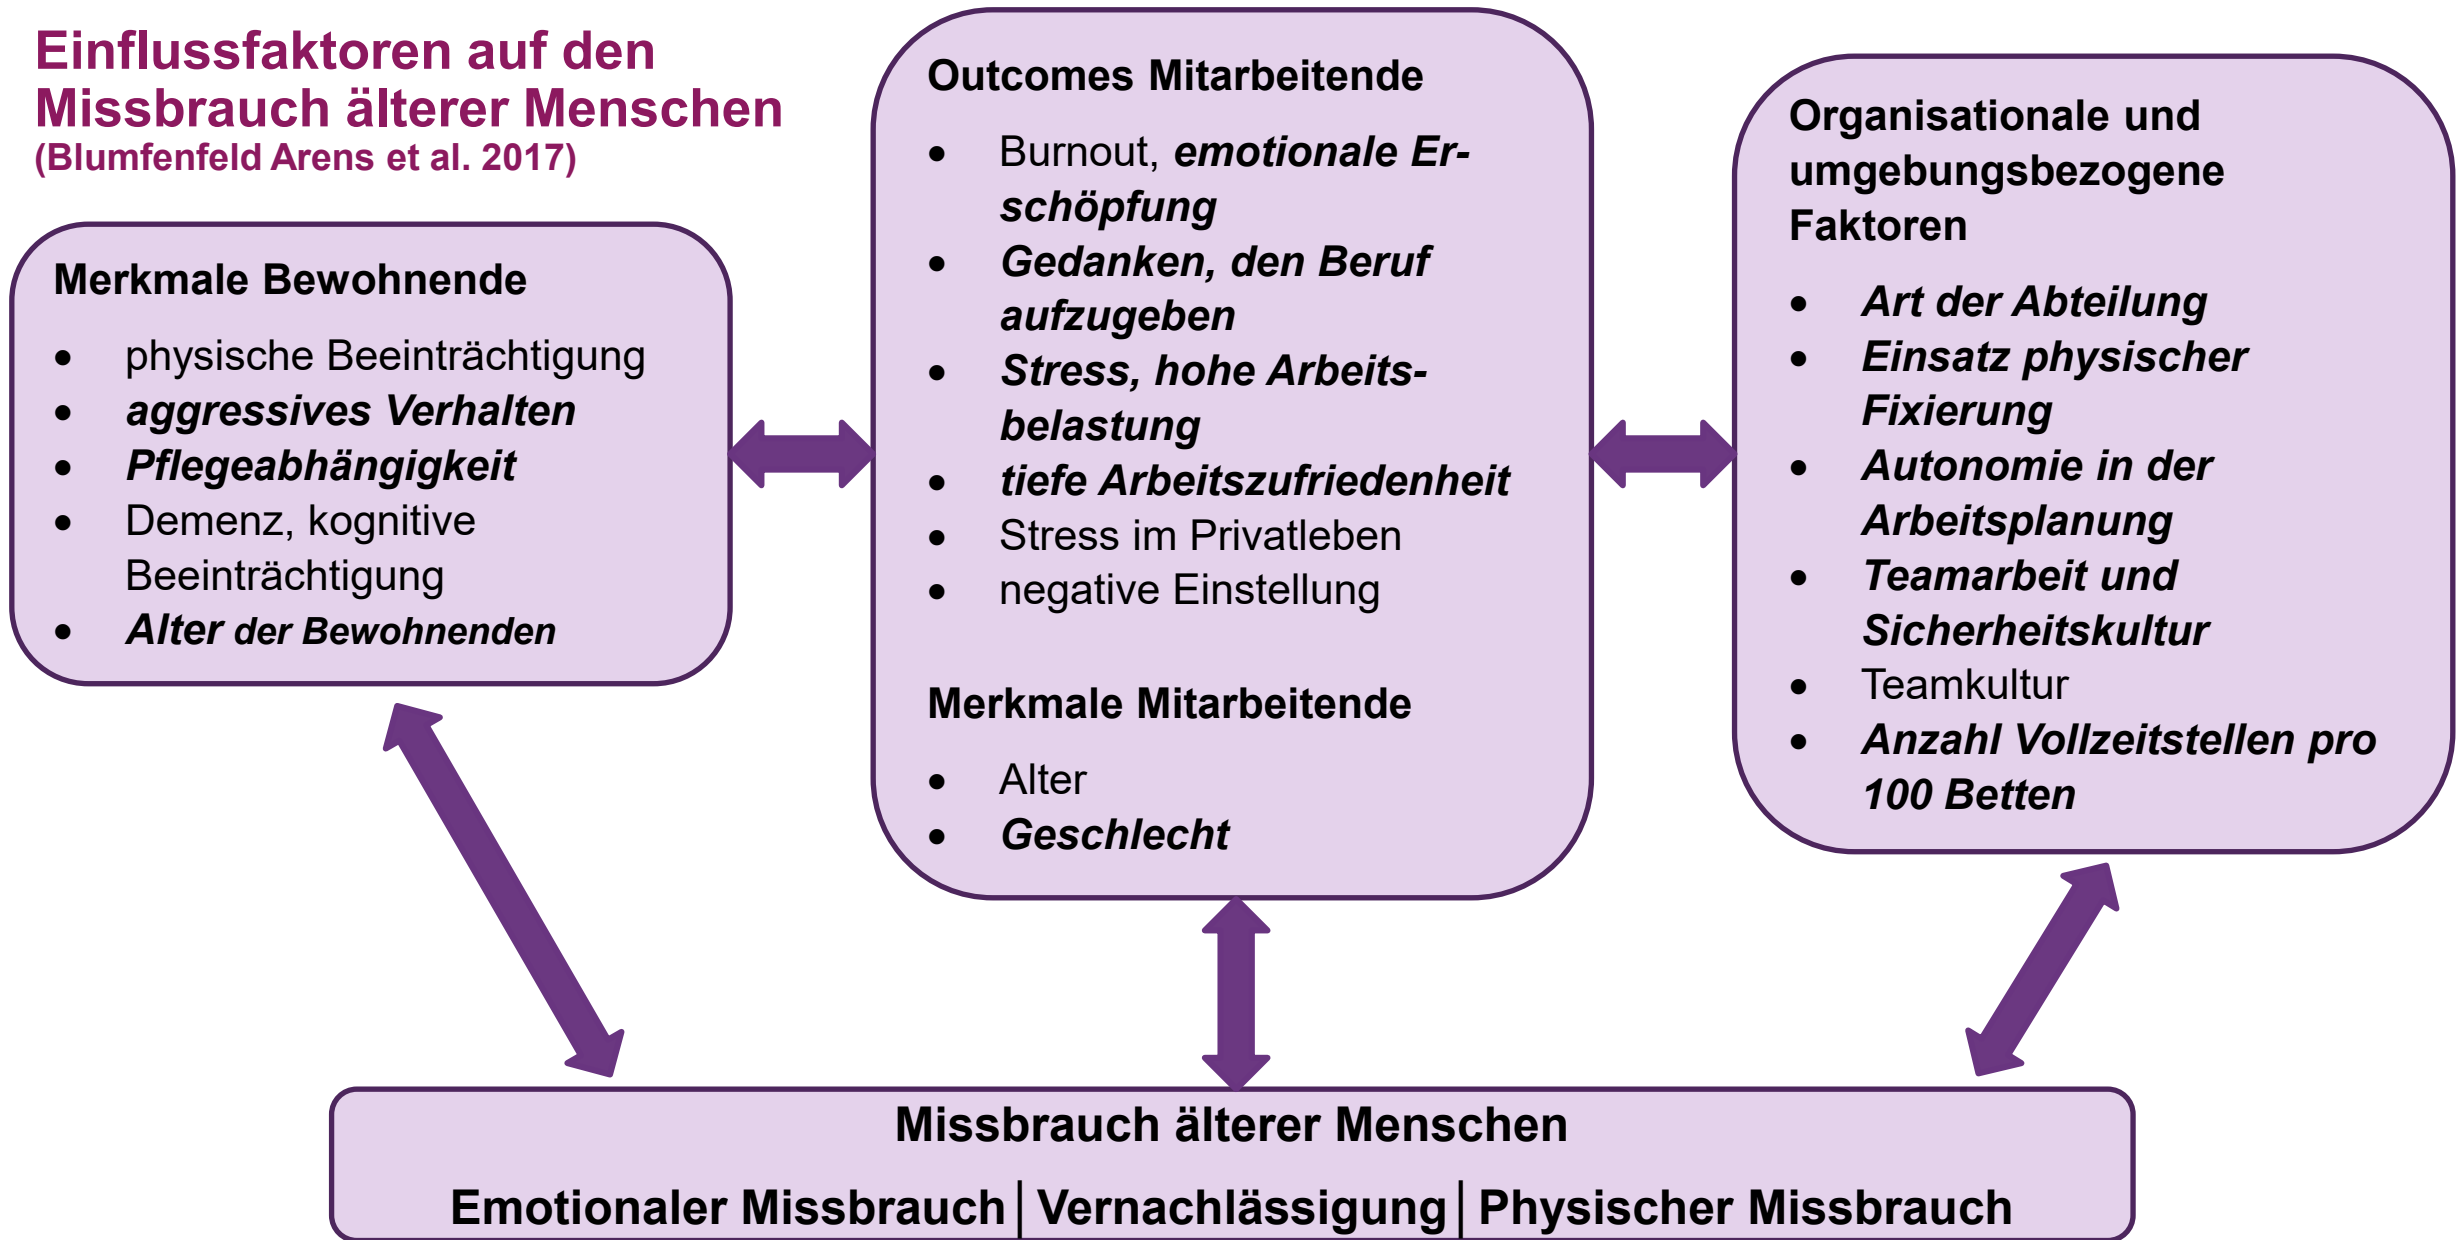 Einflussfaktoren auf den
Missbrauch älterer Menschen
(Blumfenfeld Arens et al. 2017)
Merkmale Bewohnende
• physische Beeinträchtigung
• aggressives Verhalten
• Pflegeabhängigkeit
• Demenz, kognitive
Beeinträchtigung
• Alter der Bewohnenden
Outcomes Mitarbeitende
• Burnout, emotionale Er-
schöpfung
• Gedanken, den Beruf
aufzugeben
• Stress, hohe Arbeits-
belastung
• tiefe Arbeitszufriedenheit
• Stress im Privatleben
• negative Einstellung
Merkmale Mitarbeitende
• Alter
• Geschlecht
Organisationale und
umgebungsbezogene
Faktoren
• Art der Abteilung
• Einsatz physischer
Fixierung
• Autonomie in der
Arbeitsplanung
• Teamarbeit und
Sicherheitskultur
• Teamkultur
• Anzahl Vollzeitstellen pro
100 Betten
Missbrauch älterer Menschen
Emotionaler Missbrauch | Vernachlässigung | Physischer Missbrauch